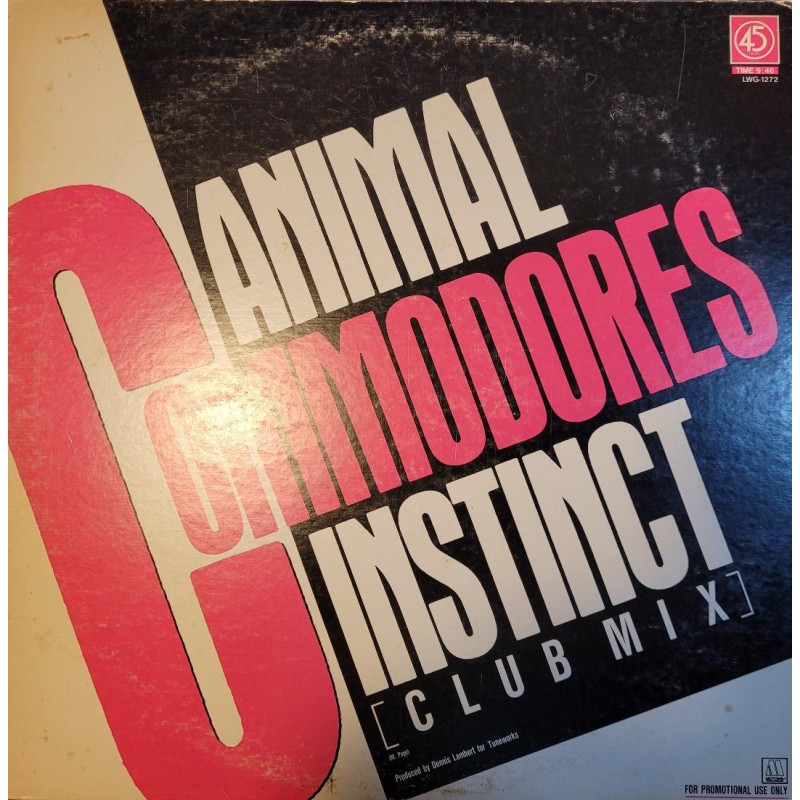 45
TIME 9:46
LWG-1272
ANIMAL
COMMODORES
INSTINCT
[CLUB MIX]
(M. Page)
Produced by Dennis Lambert for Tuneworks
M
FOR PROMOTIONAL USE ONLY